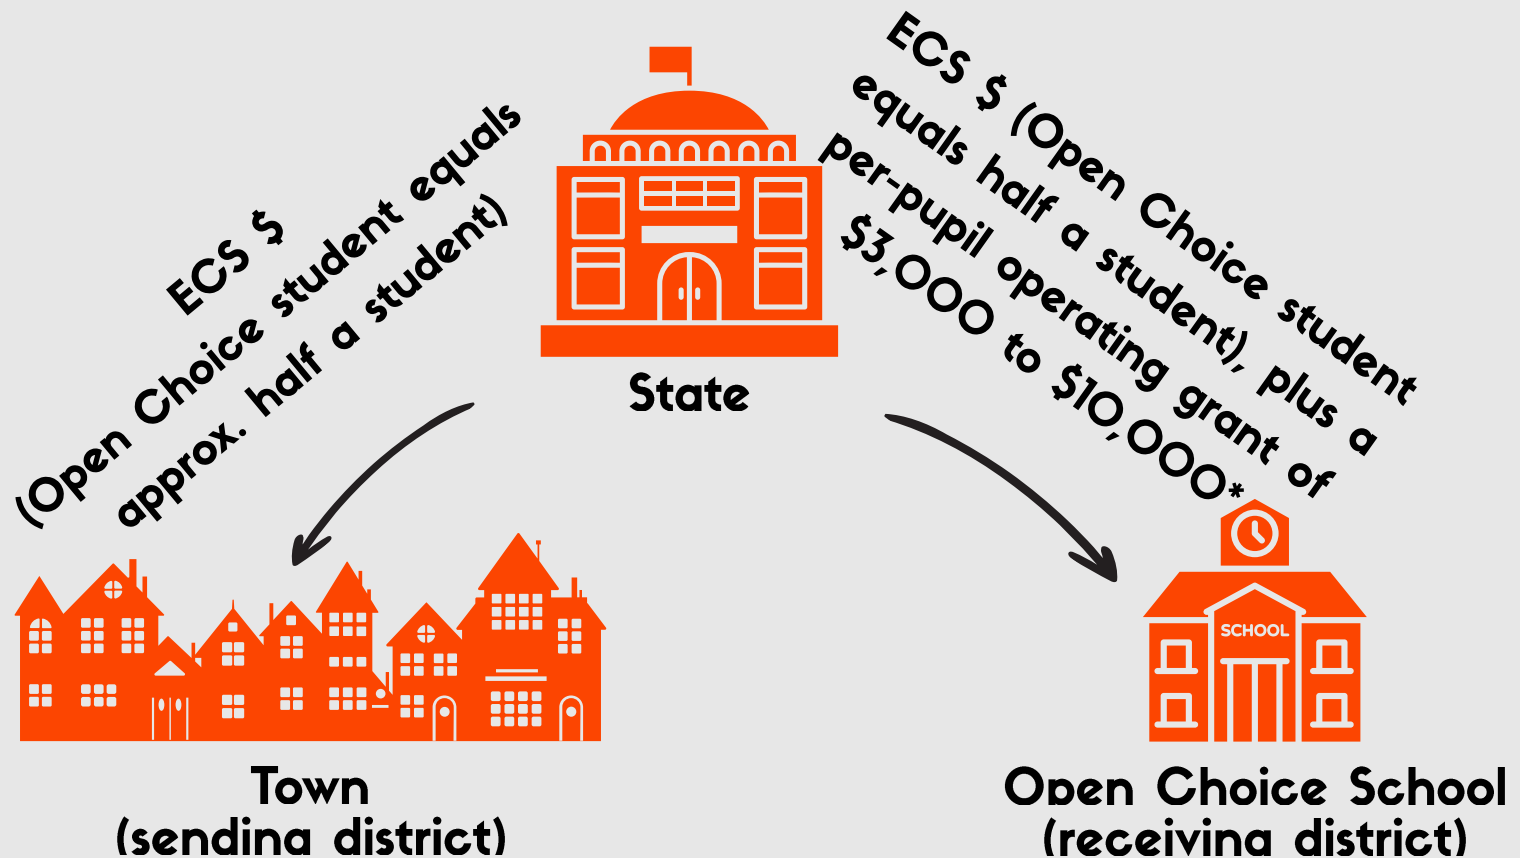 ECS $
(Open Choice student equals
approx. half a student)
ECS $ (Open Choice student
equals half a student), plus a
per-pupil operating grant of
$3,000 to $10,000*
State
SCHOOL
Town
(sending district)
Open Choice School
(receiving district)